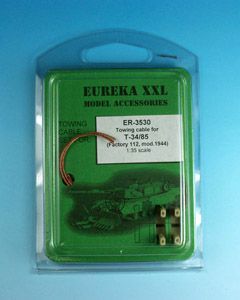 EUREKA XXL
MODEL ACCESSORIES
TOWING
CABLE
FOR
ER-3530
Towing cable for
T-34/85
(Factory 112, mod.1944)
1:35 scale